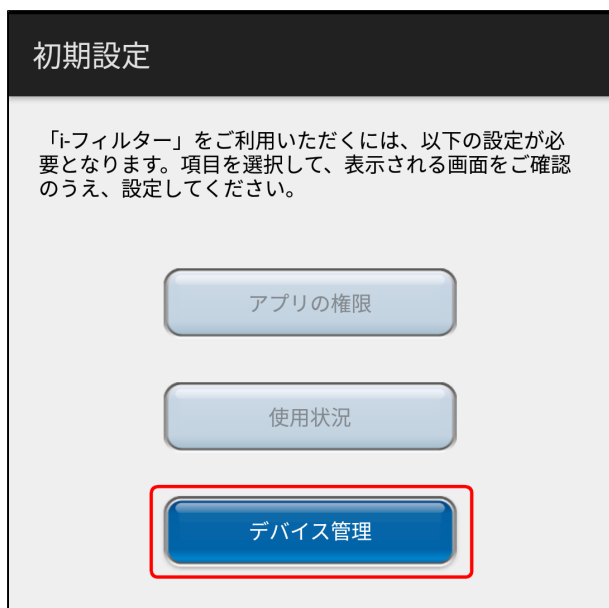 初期設定
「i-フィルター」をご利用いただくには、以下の設定が必
要となります。項目を選択して、表示される画面をご確認
のうえ、設定してください。
アプリの権限
使用状況
デバイス管理